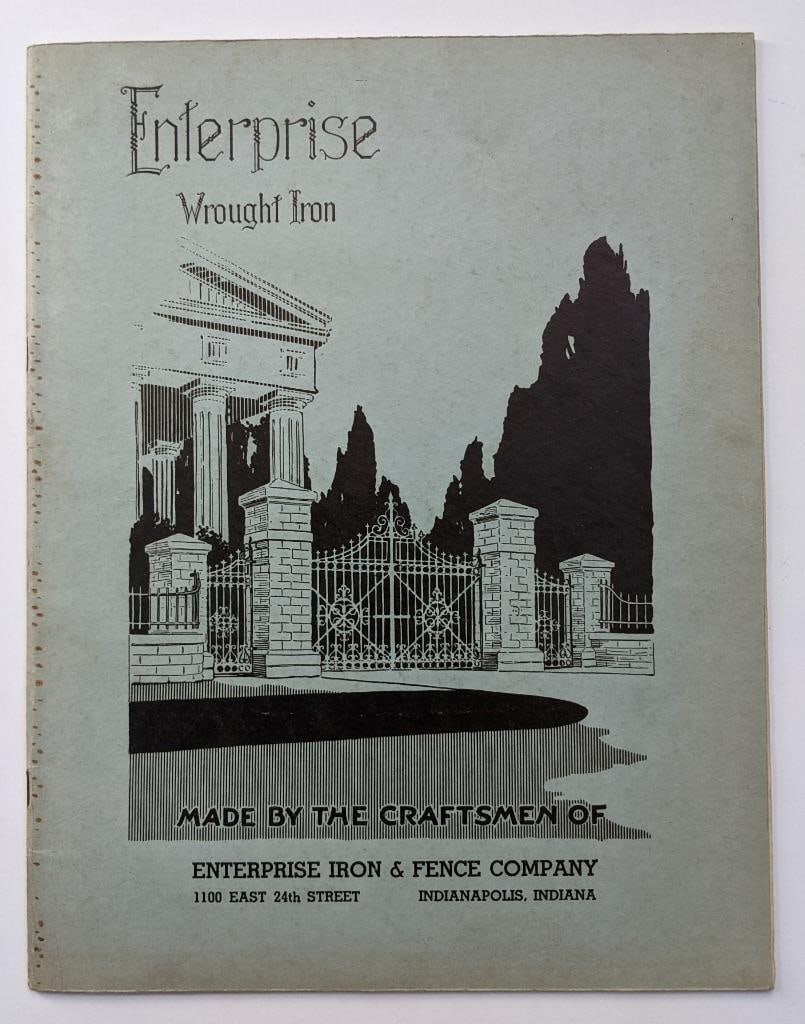 Enterprise
Wrought Iron
MADE BY THE CRAFTSMEN OF
ENTERPRISE IRON & FENCE COMPANY
1100 EAST 24th STREET INDIANAPOLIS, INDIANA